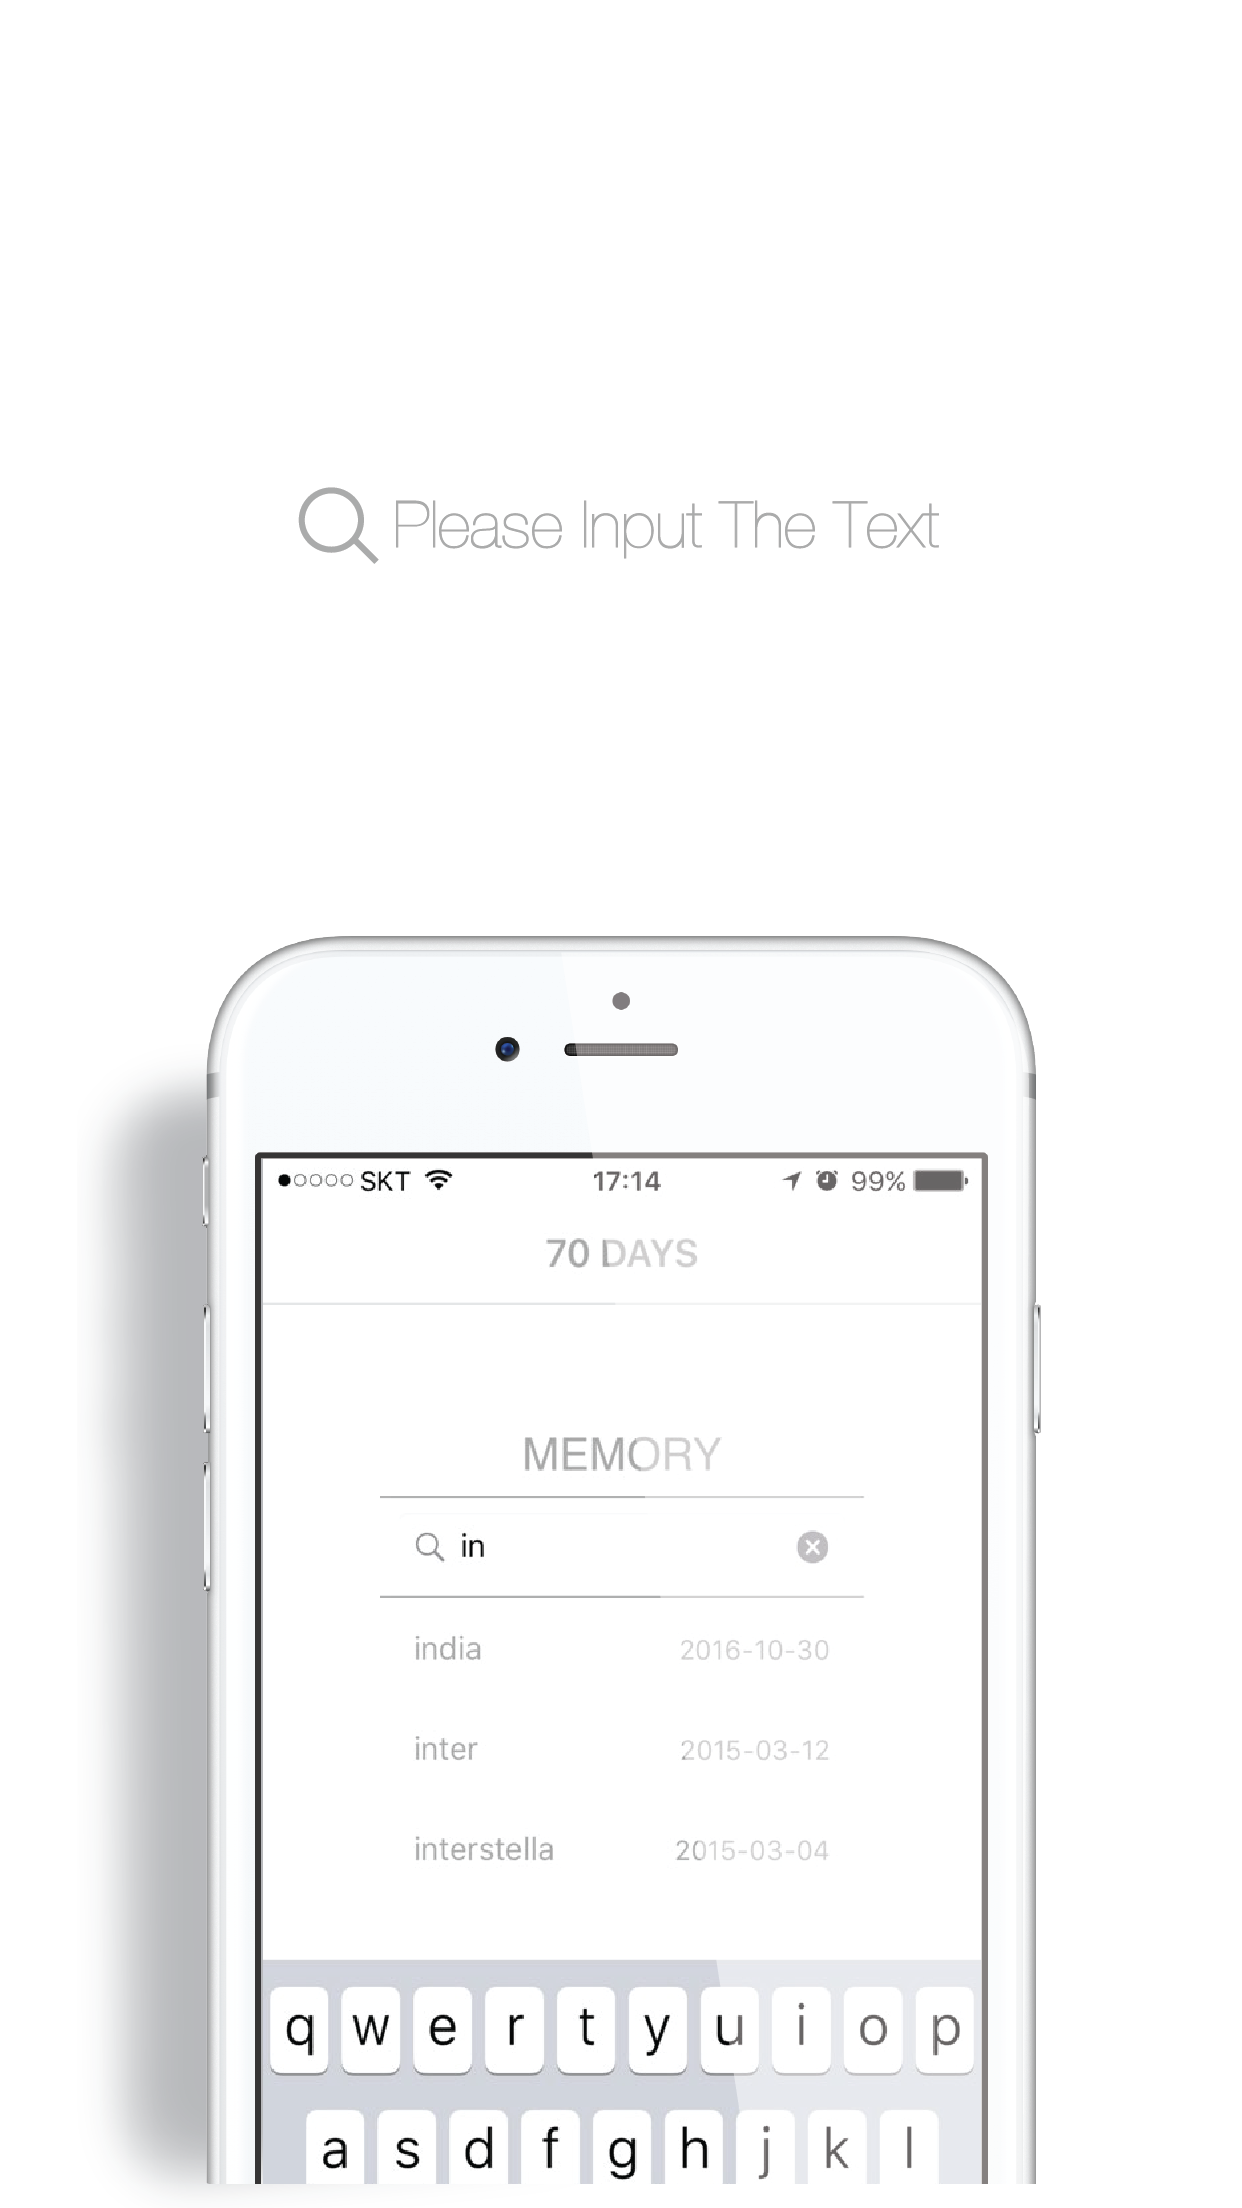 Please Input The Text
SKT 17:14 99%
70 DAYS
MEMORY
in
india 2016-10-30
inter 2015-03-12
interstella 2015-03-04
q w e r t y u i o p
a s d f g h j k l